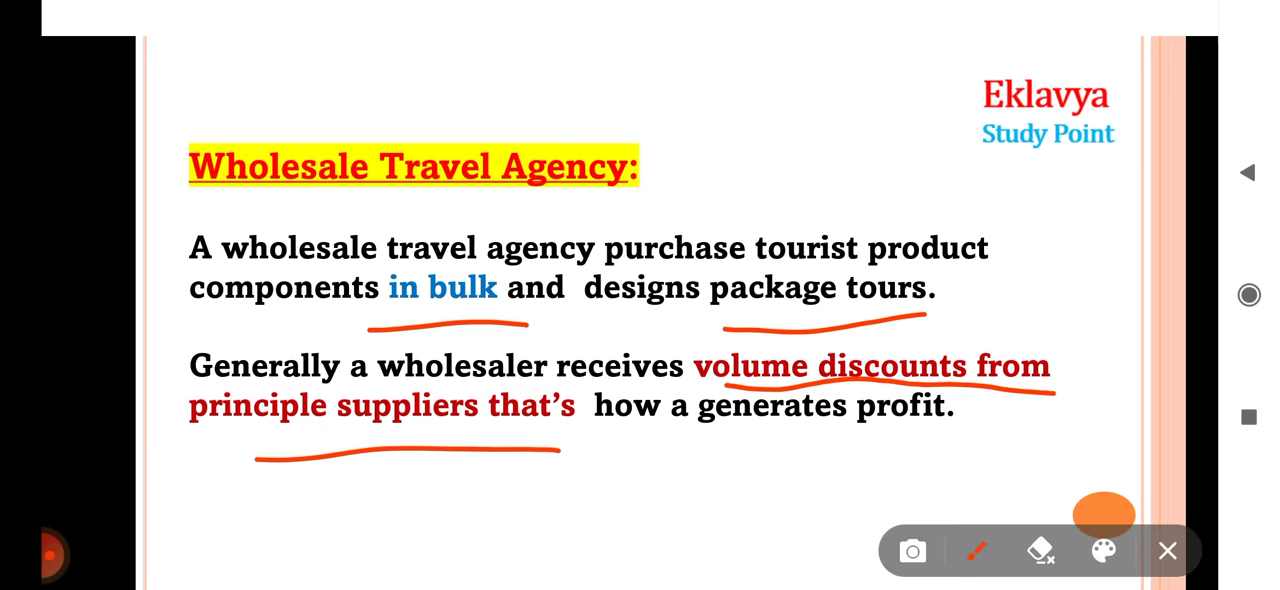 Eklavya
Study Point
Wholesale Travel Agency:
A wholesale travel agency purchase tourist product
components in bulk and designs package tours.
Generally a wholesaler receives volume discounts from
principle suppliers that's how a generates profit.